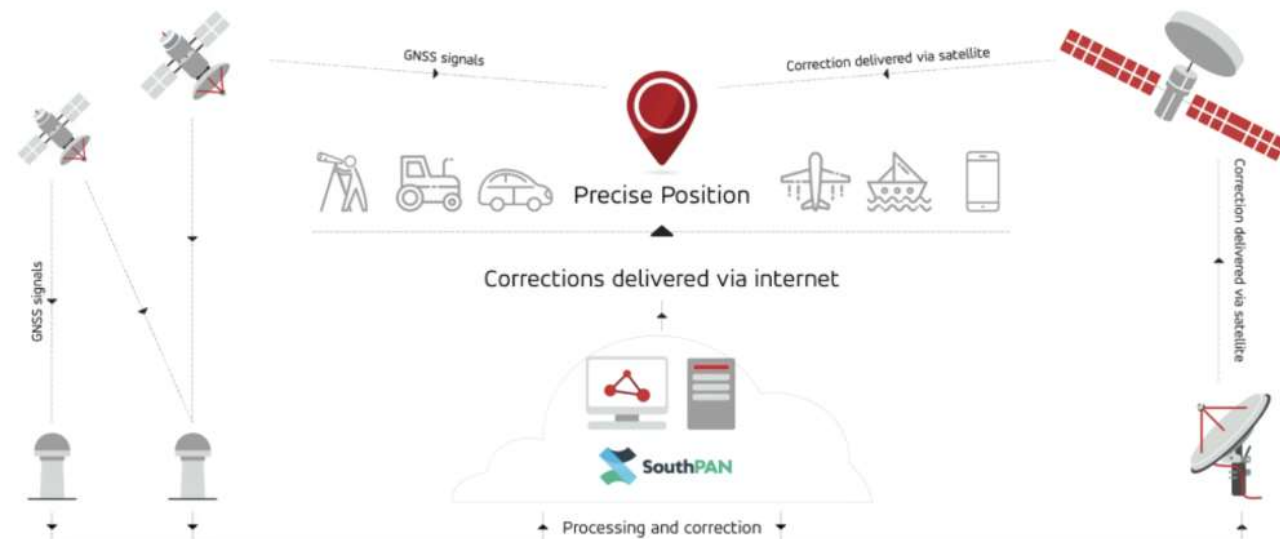 GNSS signals
Correction delivered via satellite
Precise Position
Corrections delivered via internet
GNSS signals
Correction delivered via satellite
SouthPAN
Processing and correction